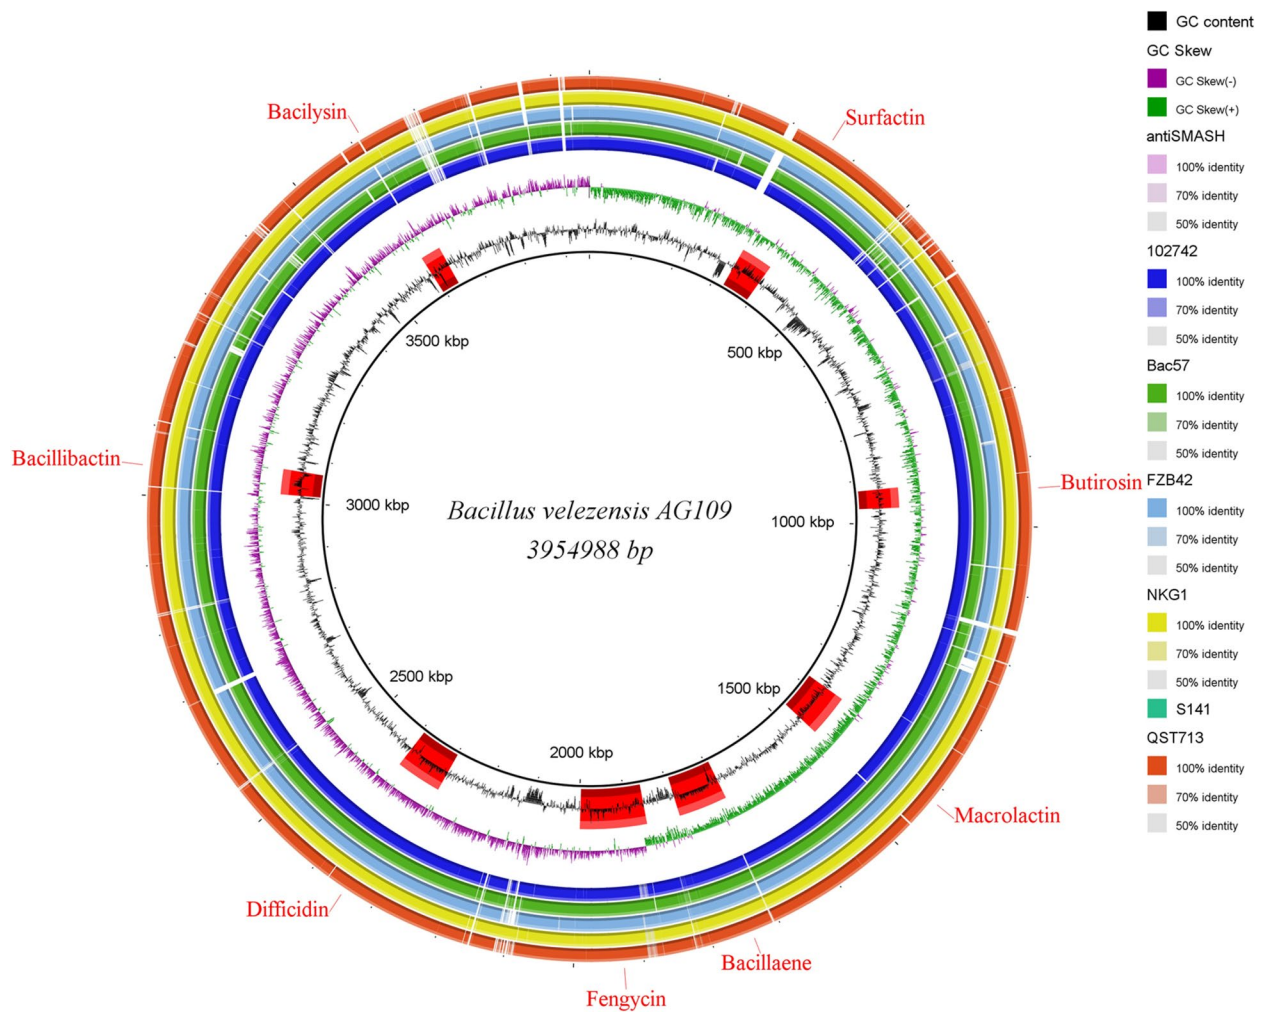 Bacilysin
Surfactin
Bacillibactin
Butirosin
Macrolactin
Difficidin
Bacillaene
Fengycin
3500 kbp
500 kbp
3000 kbp
1000 kbp
2500 kbp
1500 kbp
2000 kbp
Bacillus velezensis AG109
3954988 bp
GC content
GC Skew
GC Skew(-)
GC Skew(+)
antiSMASH
100% identity
70% identity
50% identity
102742
100% identity
70% identity
50% identity
Bac57
100% identity
70% identity
50% identity
FZB42
100% identity
70% identity
50% identity
NKG1
100% identity
70% identity
50% identity
S141
QST713
100% identity
70% identity
50% identity